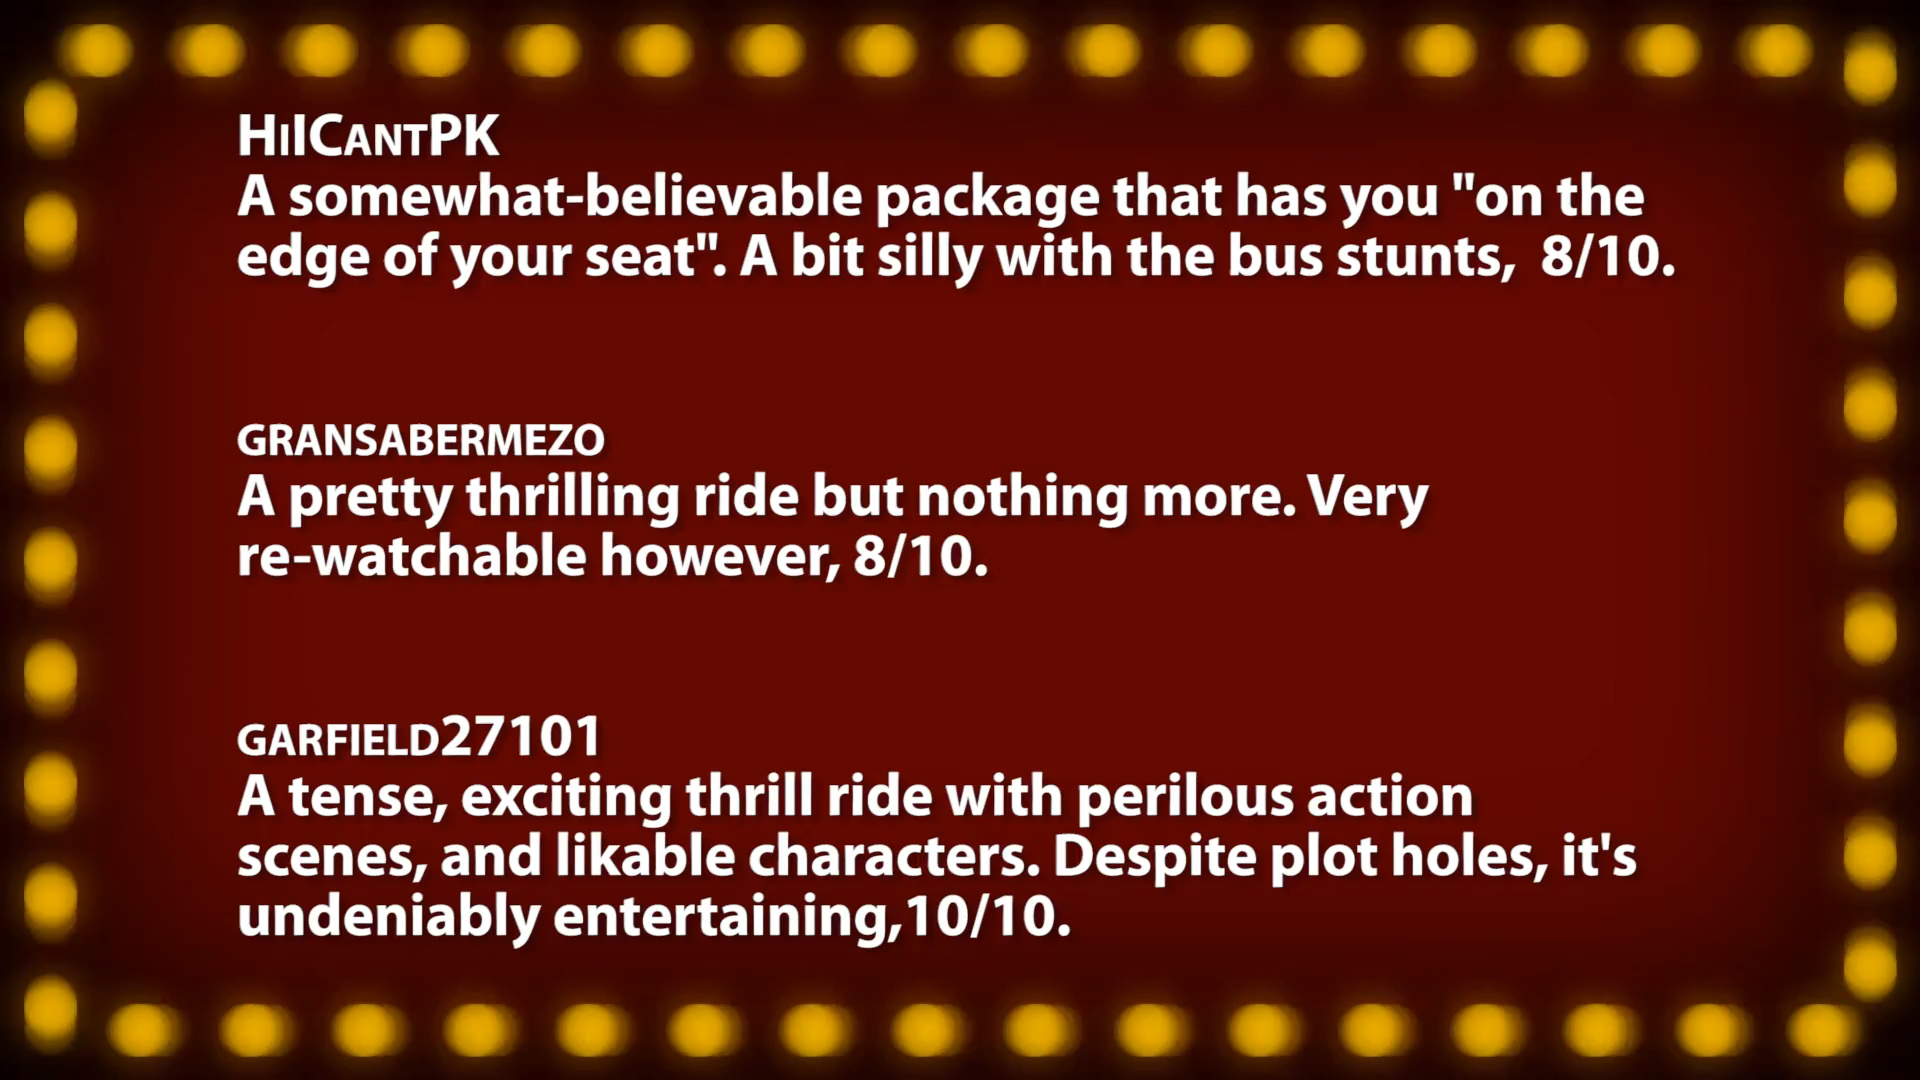 HiICantPK
A somewhat-believable package that has you "on the
edge of your seat". A bit silly with the bus stunts,  8/10.
gransabermezo
A pretty thrilling ride but nothing more. Very
re-watchable however, 8/10.
garfield27101
A tense, exciting thrill ride with perilous action
scenes, and likable characters. Despite plot holes, it's
undeniably entertaining,10/10.